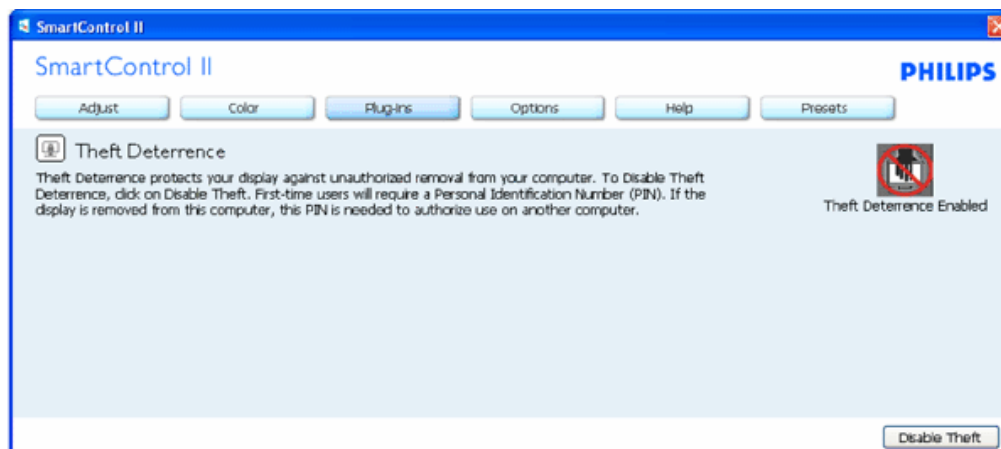 SmartControl II
SmartControl II
PHILIPS
Adjust Color Plug-Ins Options Help Presets
Theft Deterrence
Theft Deterrence protects your display against unauthorized removal from your computer. To Disable Theft
Deterrence, click on Disable Theft. First-time users will require a Personal Identification Number (PIN). If the
display is removed from this computer, this PIN is needed to authorize use on another computer.
Theft Deterrence Enabled
Disable Theft